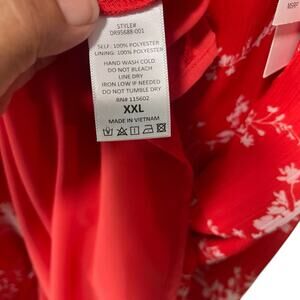 MSRP
STYLE#
DR95688-001
SELF: 100% POLYESTER
LINING: 100% POLYESTER
HAND WASH COLD
DO NOT BLEACH
LINE DRY
IRON LOW IF NEEDED
DO NOT TUMBLE DRY
RN# 115602
XXL
MADE IN VIETNAM